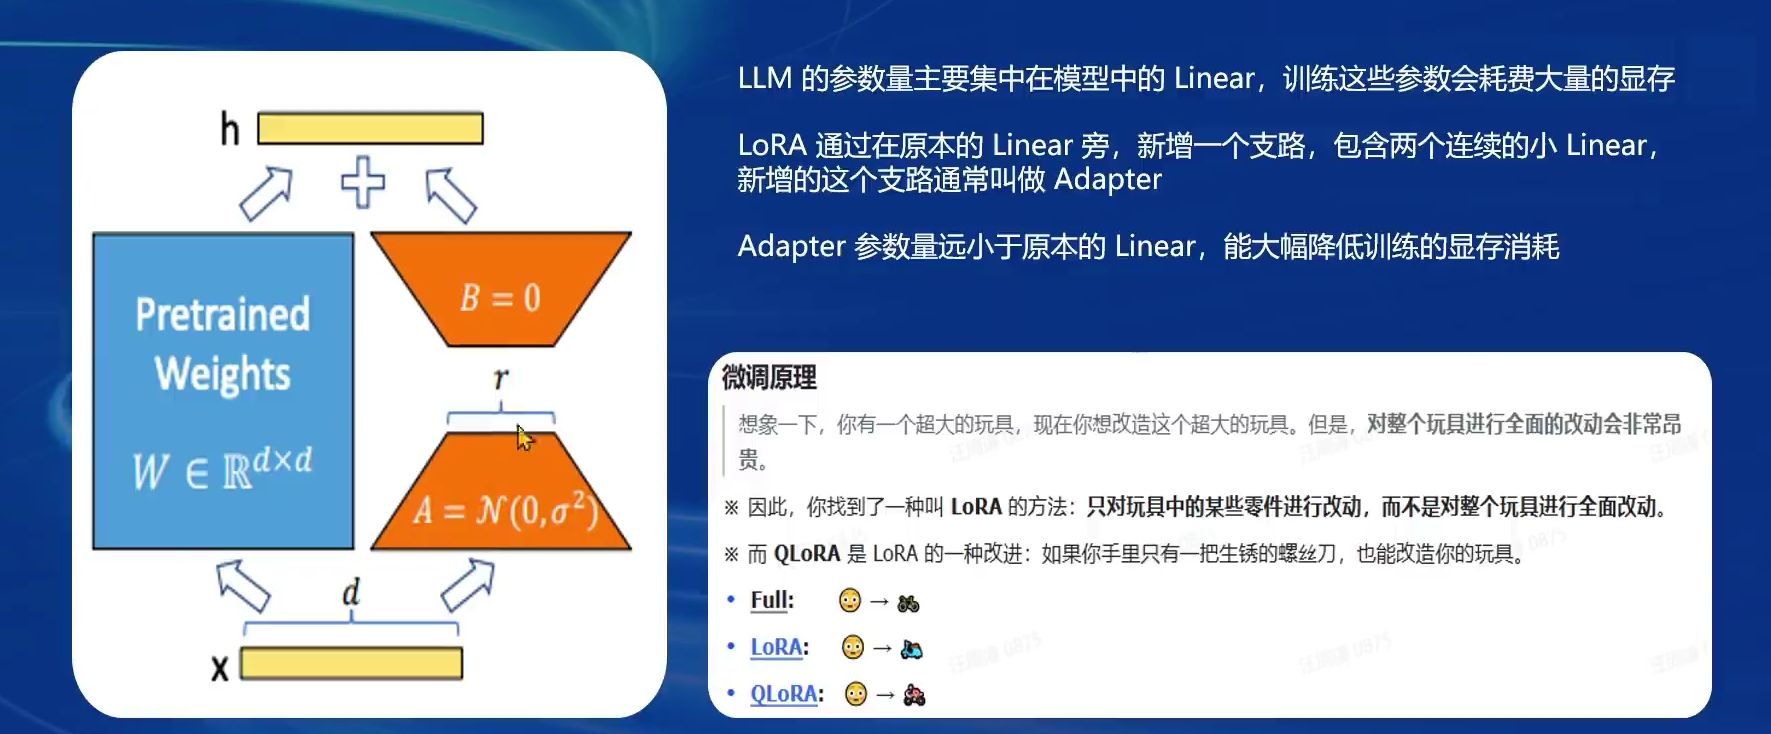 LLM 的参数量主要集中在模型中的 Linear，训练这些参数会耗费大量的显存
LoRA 通过在原本的 Linear 旁，新增一个支路，包含两个连续的小 Linear，
新增的这个支路通常叫做 Adapter
Adapter 参数量远小于原本的 Linear，能大幅降低训练的显存消耗
h
Pretrained
Weights
W ∈ ℝ^{d×d}
B = 0
r
A = 𝒩(0, σ²)
d
x
微调原理
想象一下，你有一个超大的玩具，现在你想改造这个超大的玩具。但是，对整个玩具进行全面的改动会非常昂
贵。
※ 因此，你找到了一种叫 LoRA 的方法：只对玩具中的某些零件进行改动，而不是对整个玩具进行全面改动。
※ 而 QLoRA 是 LoRA 的一种改进：如果你手里只有一把生锈的螺丝刀，也能改造你的玩具。
• Full: 😳 → 🏍
• LoRA: 😳 → 🛵
• QLoRA: 😳 → 🏍